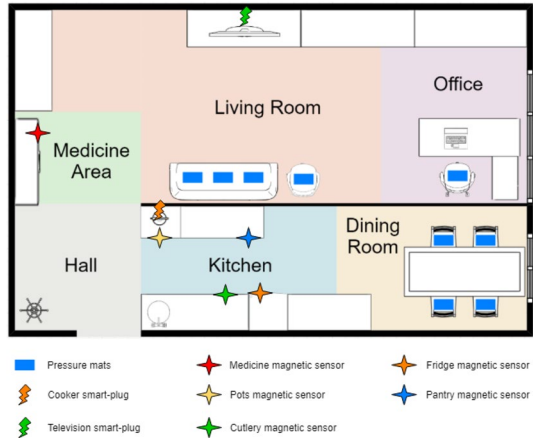 Living Room
Office
Medicine
Area
Hall
Kitchen
Dining
Room
Pressure mats
Medicine magnetic sensor
Fridge magnetic sensor
Cooker smart-plug
Pots magnetic sensor
Pantry magnetic sensor
Television smart-plug
Cutlery magnetic sensor